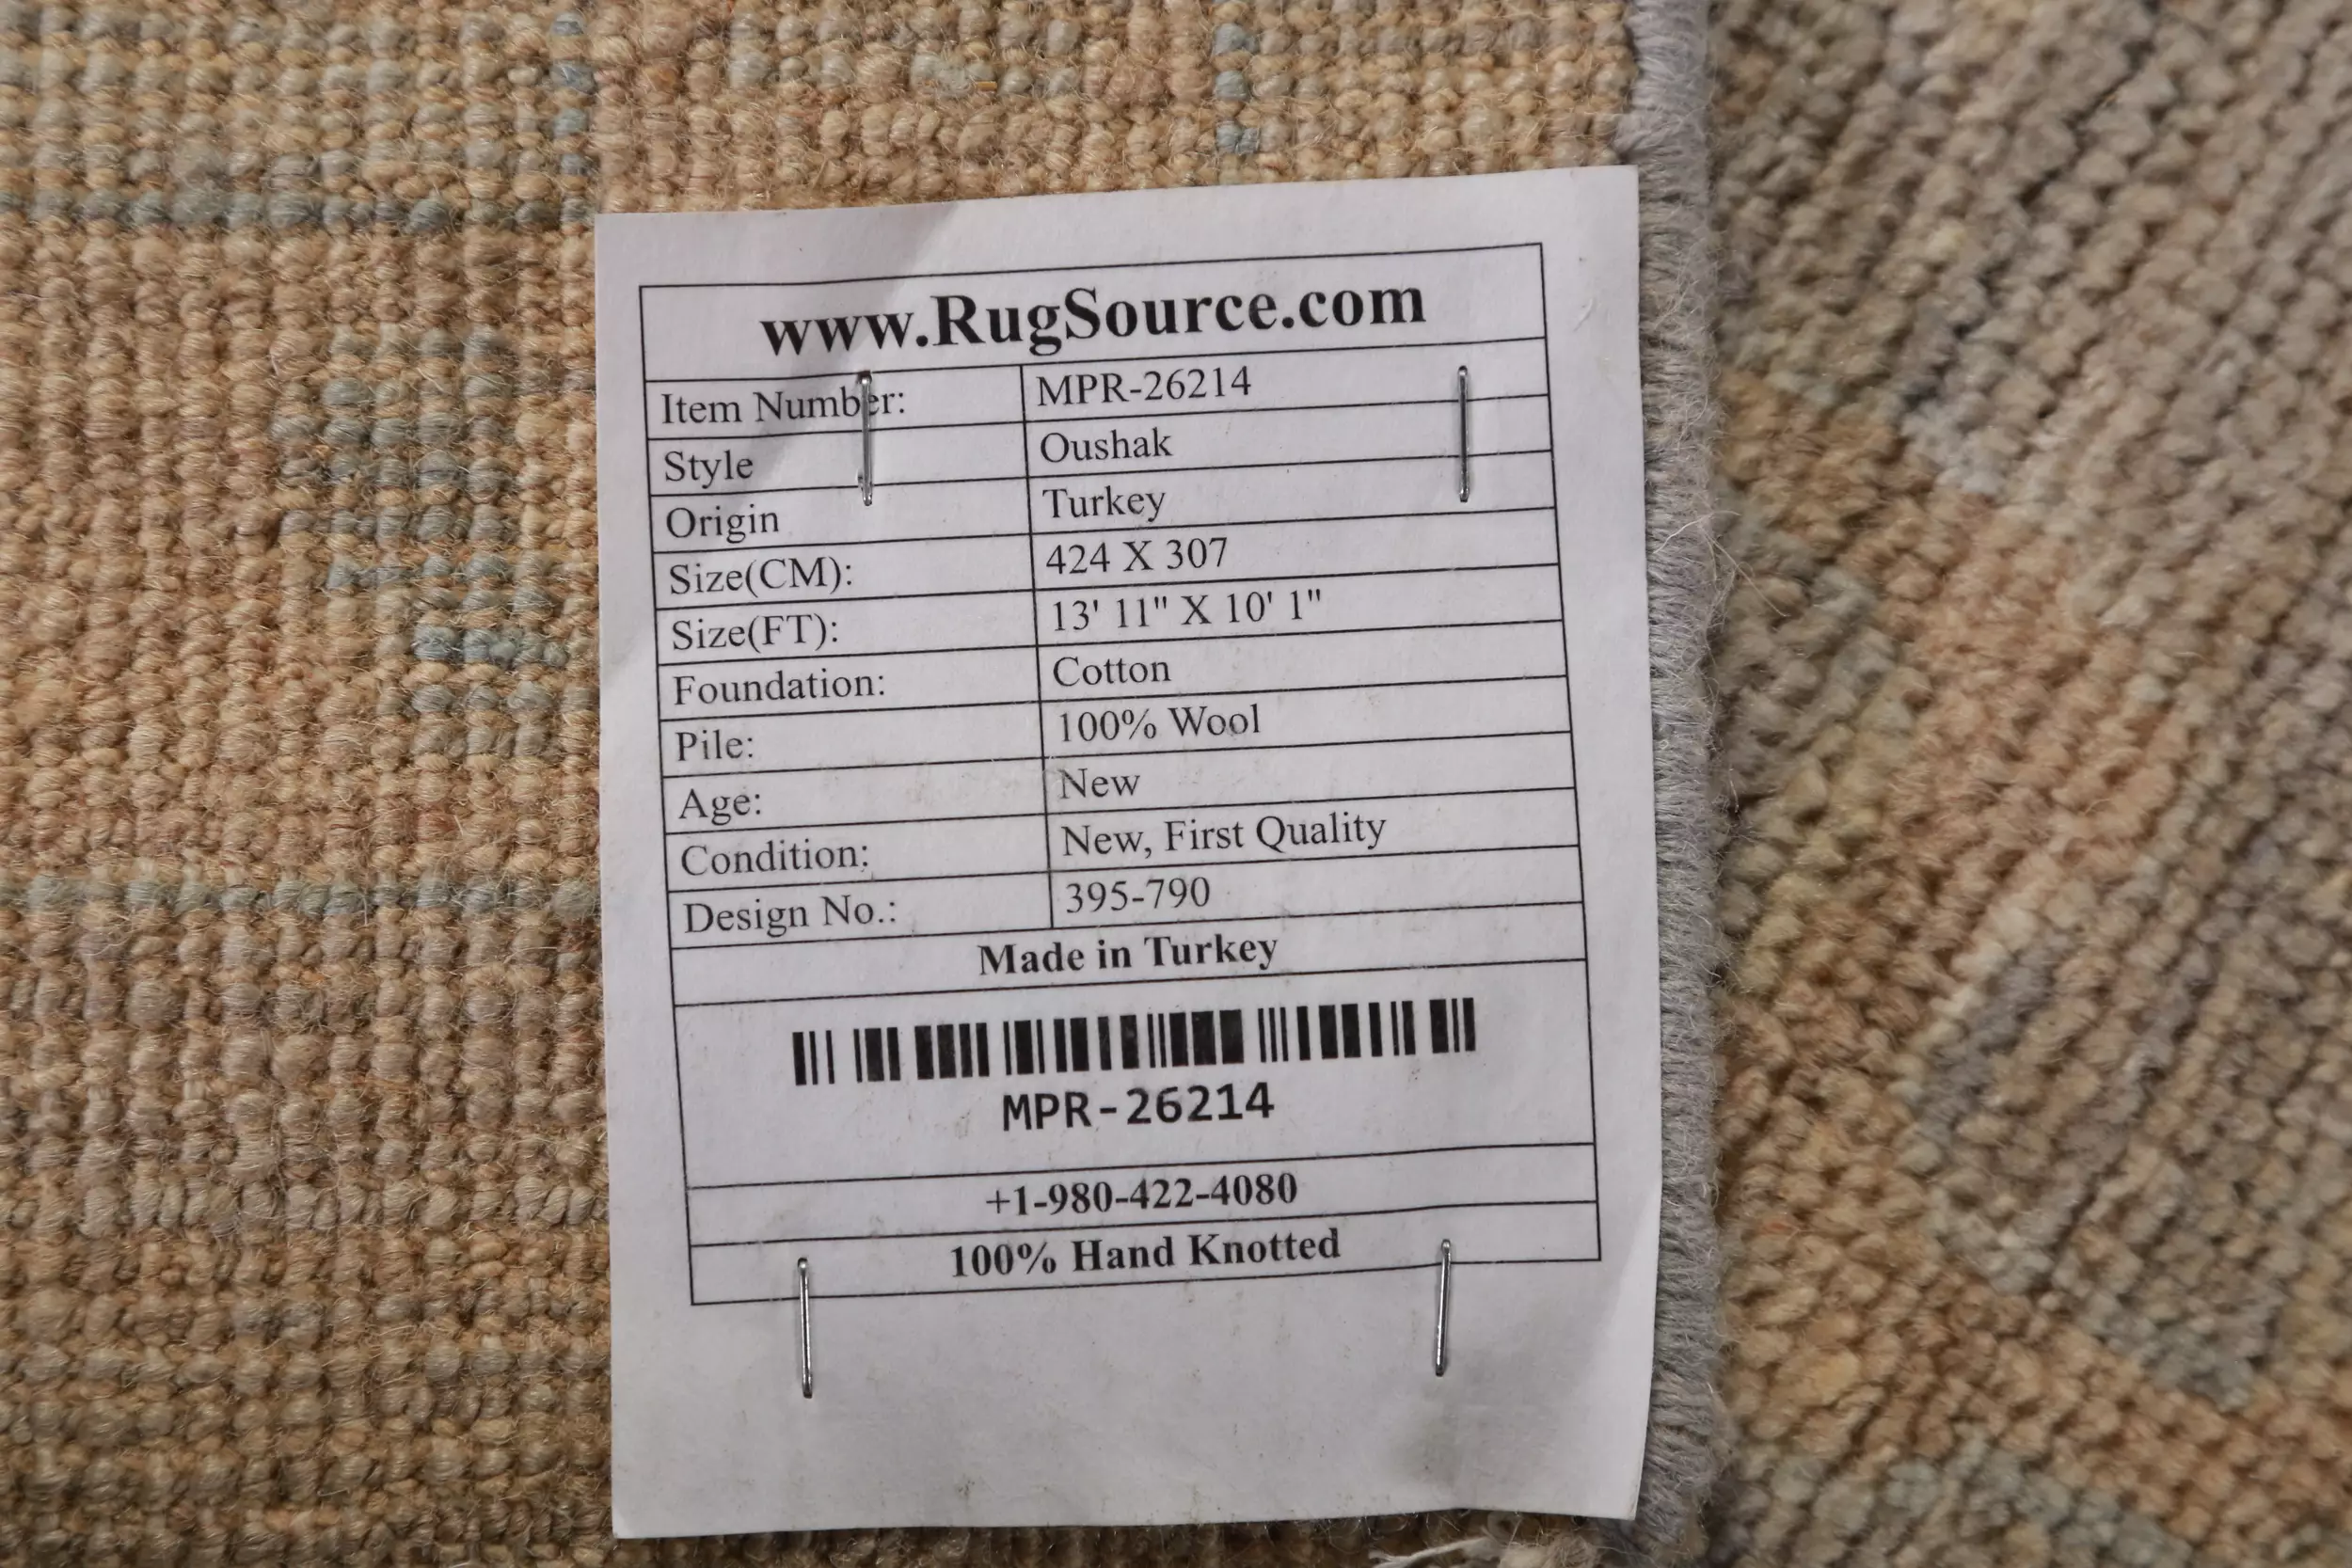 www.RugSource.com
Item Number: MPR-26214
Style Oushak
Origin Turkey
Size(CM): 424 X 307
Size(FT): 13' 11" X 10' 1"
Foundation: Cotton
Pile: 100% Wool
Age: New
Condition: New, First Quality
Design No.: 395-790
Made in Turkey
MPR-26214
+1-980-422-4080
100% Hand Knotted